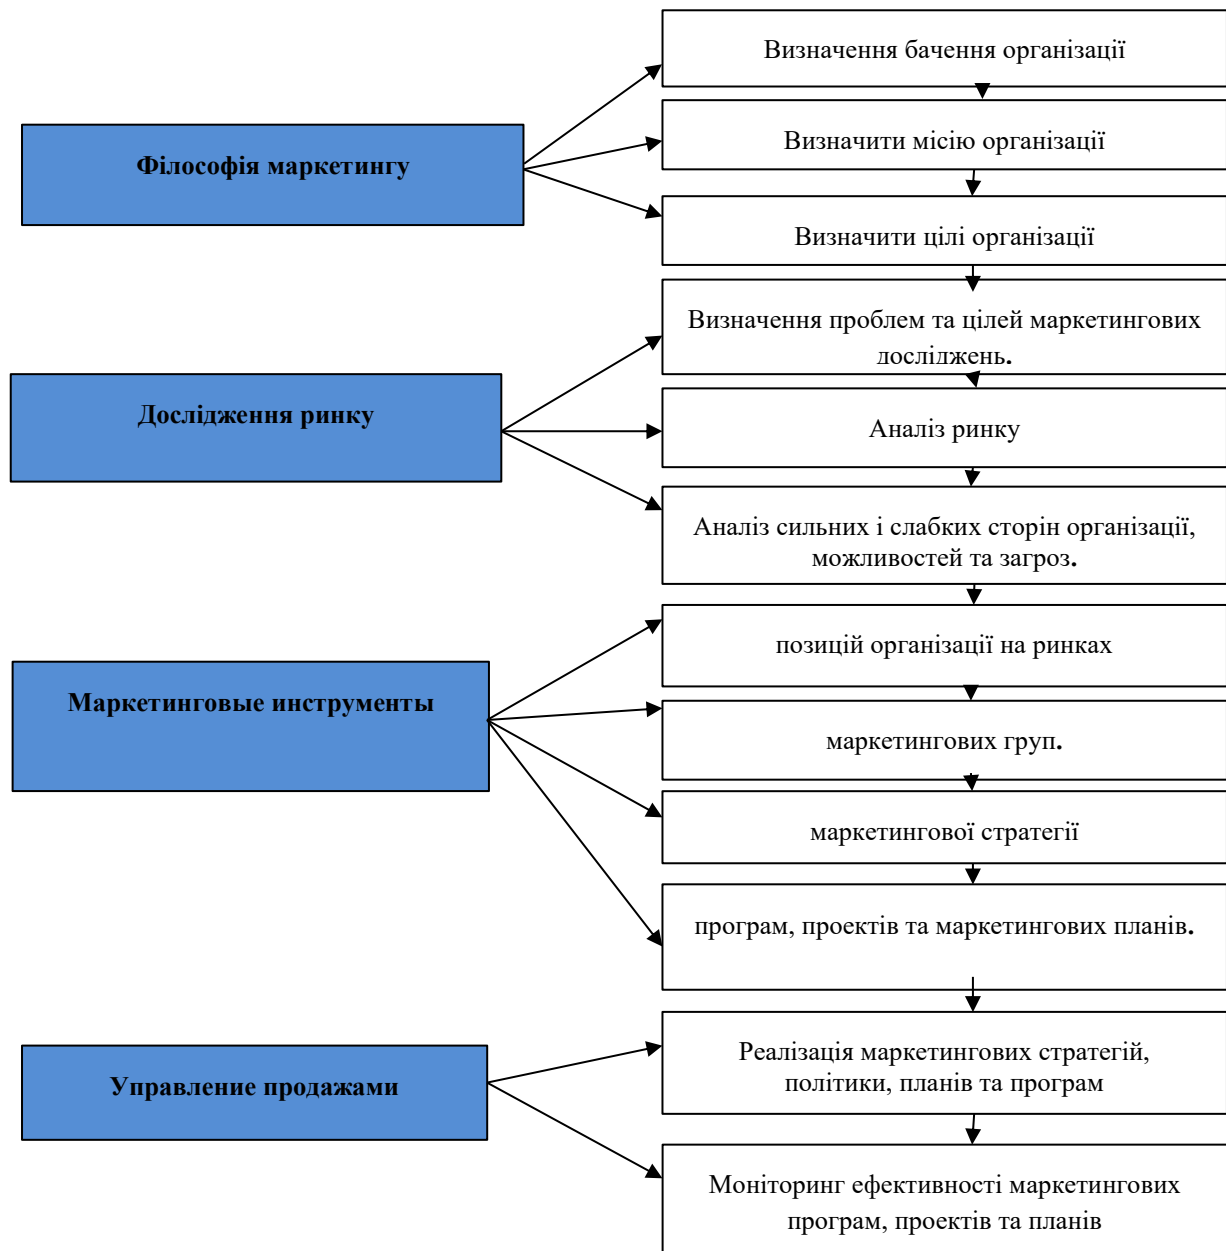 Філософія маркетингу
Визначення бачення організації
Визначити місію організації
Визначити цілі організації
Дослідження ринку
Визначення проблем та цілей маркетингових
досліджень.
Аналіз ринку
Аналіз сильних і слабких сторін організації,
можливостей та загроз.
Маркетинговые инструменты
позицій організації на ринках
маркетингових груп.
маркетингової стратегії
програм, проектів та маркетингових планів.
Управление продажами
Реалізація маркетингових стратегій,
політики, планів та програм
Моніторинг ефективності маркетингових
програм, проектів та планів